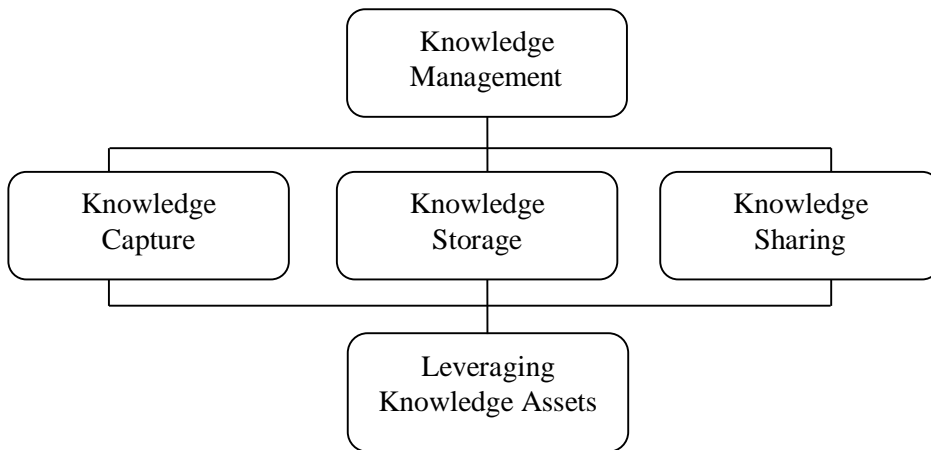 Knowledge
Management
Knowledge
Capture
Knowledge
Storage
Knowledge
Sharing
Leveraging
Knowledge Assets